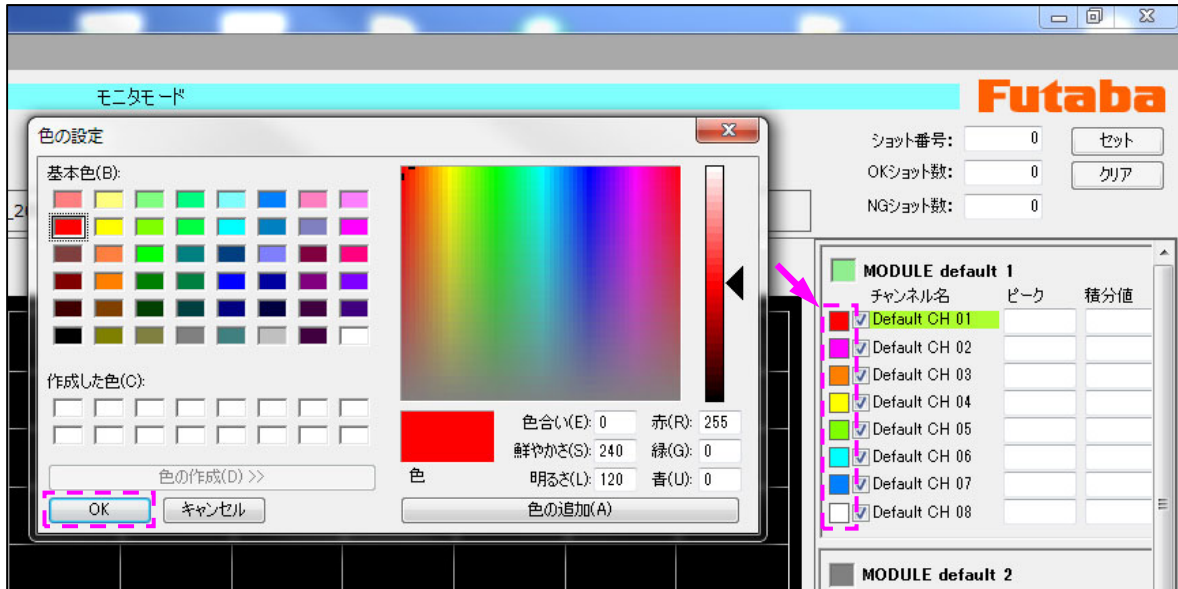 モニタモード
Futaba
ショット番号: 0 セット
OKショット数: 0 クリア
NGショット数: 0
色の設定
基本色(B):
作成した色(C):
色の作成(D) >>
OK キャンセル
色
色合い(E): 0 赤(R): 255
鮮やかさ(S): 240 緑(G): 0
明るさ(L): 120 青(U): 0
色の追加(A)
MODULE default 1
チャンネル名 ピーク 積分値
Default CH 01
Default CH 02
Default CH 03
Default CH 04
Default CH 05
Default CH 06
Default CH 07
Default CH 08
MODULE default 2